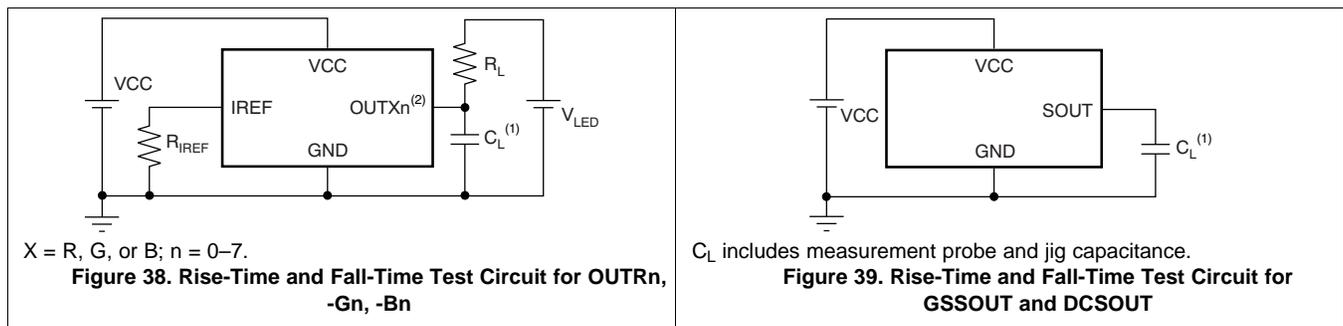 VCC
VCC
IREF
OUTXn(2)
RL
VLED
RIREF
CL(1)
GND
X = R, G, or B; n = 0–7.
Figure 38. Rise-Time and Fall-Time Test Circuit for OUTRn,
-Gn, -Bn
VCC
VCC
SOUT
GND
CL(1)
CL includes measurement probe and jig capacitance.
Figure 39. Rise-Time and Fall-Time Test Circuit for
GSSOUT and DCSOUT